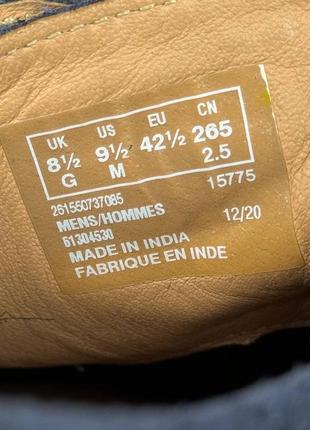 UK US EU CN
8½ 9½ 42½ 265
G M 2.5
261550737085 15775
MENS/HOMMES
61304530 12/20
MADE IN INDIA
FABRIQUE EN INDE